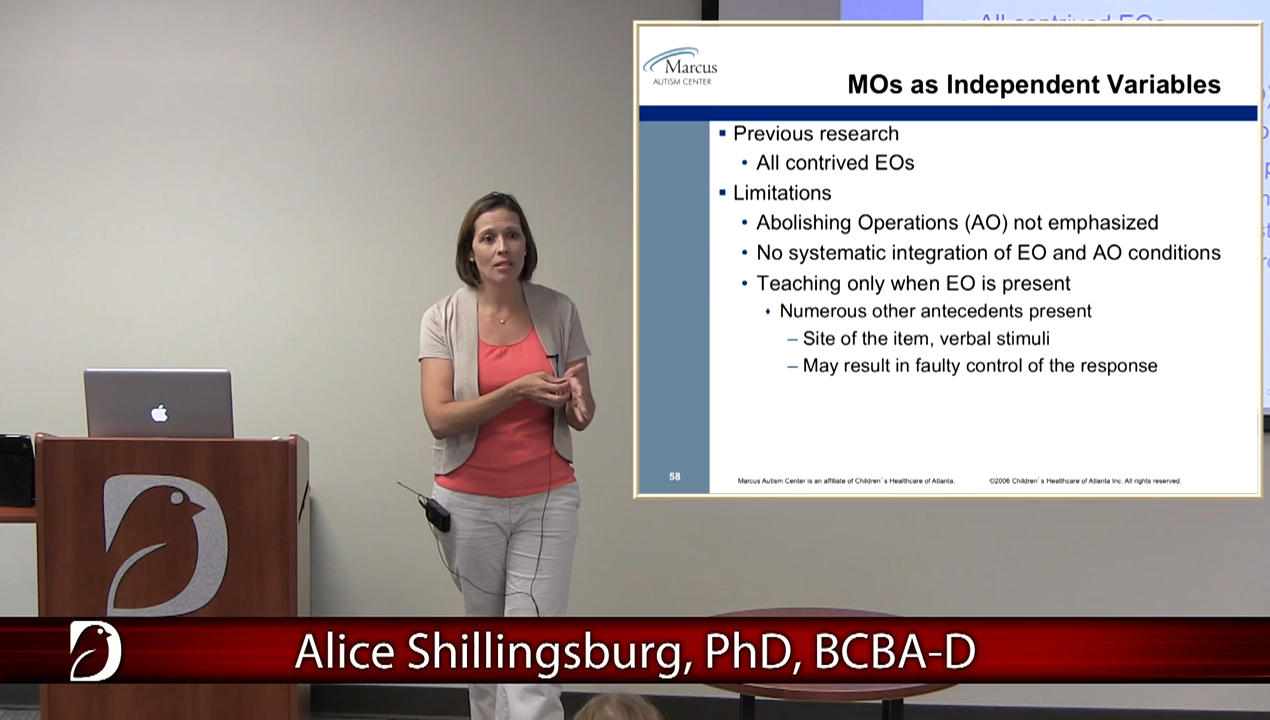 All contrived EOs
Marcus
AUTISM CENTER
MOs as Independent Variables
▪ Previous research
• All contrived EOs
▪ Limitations
• Abolishing Operations (AO) not emphasized
• No systematic integration of EO and AO conditions
• Teaching only when EO is present
♦ Numerous other antecedents present
– Site of the item, verbal stimuli
– May result in faulty control of the response
58
Marcus Autism Center is an affiliate of Children`s Healthcare of Atlanta.
©2006 Children`s Healthcare of Atlanta Inc. All rights reserved.
D
D
Alice Shillingsburg, PhD, BCBA-D